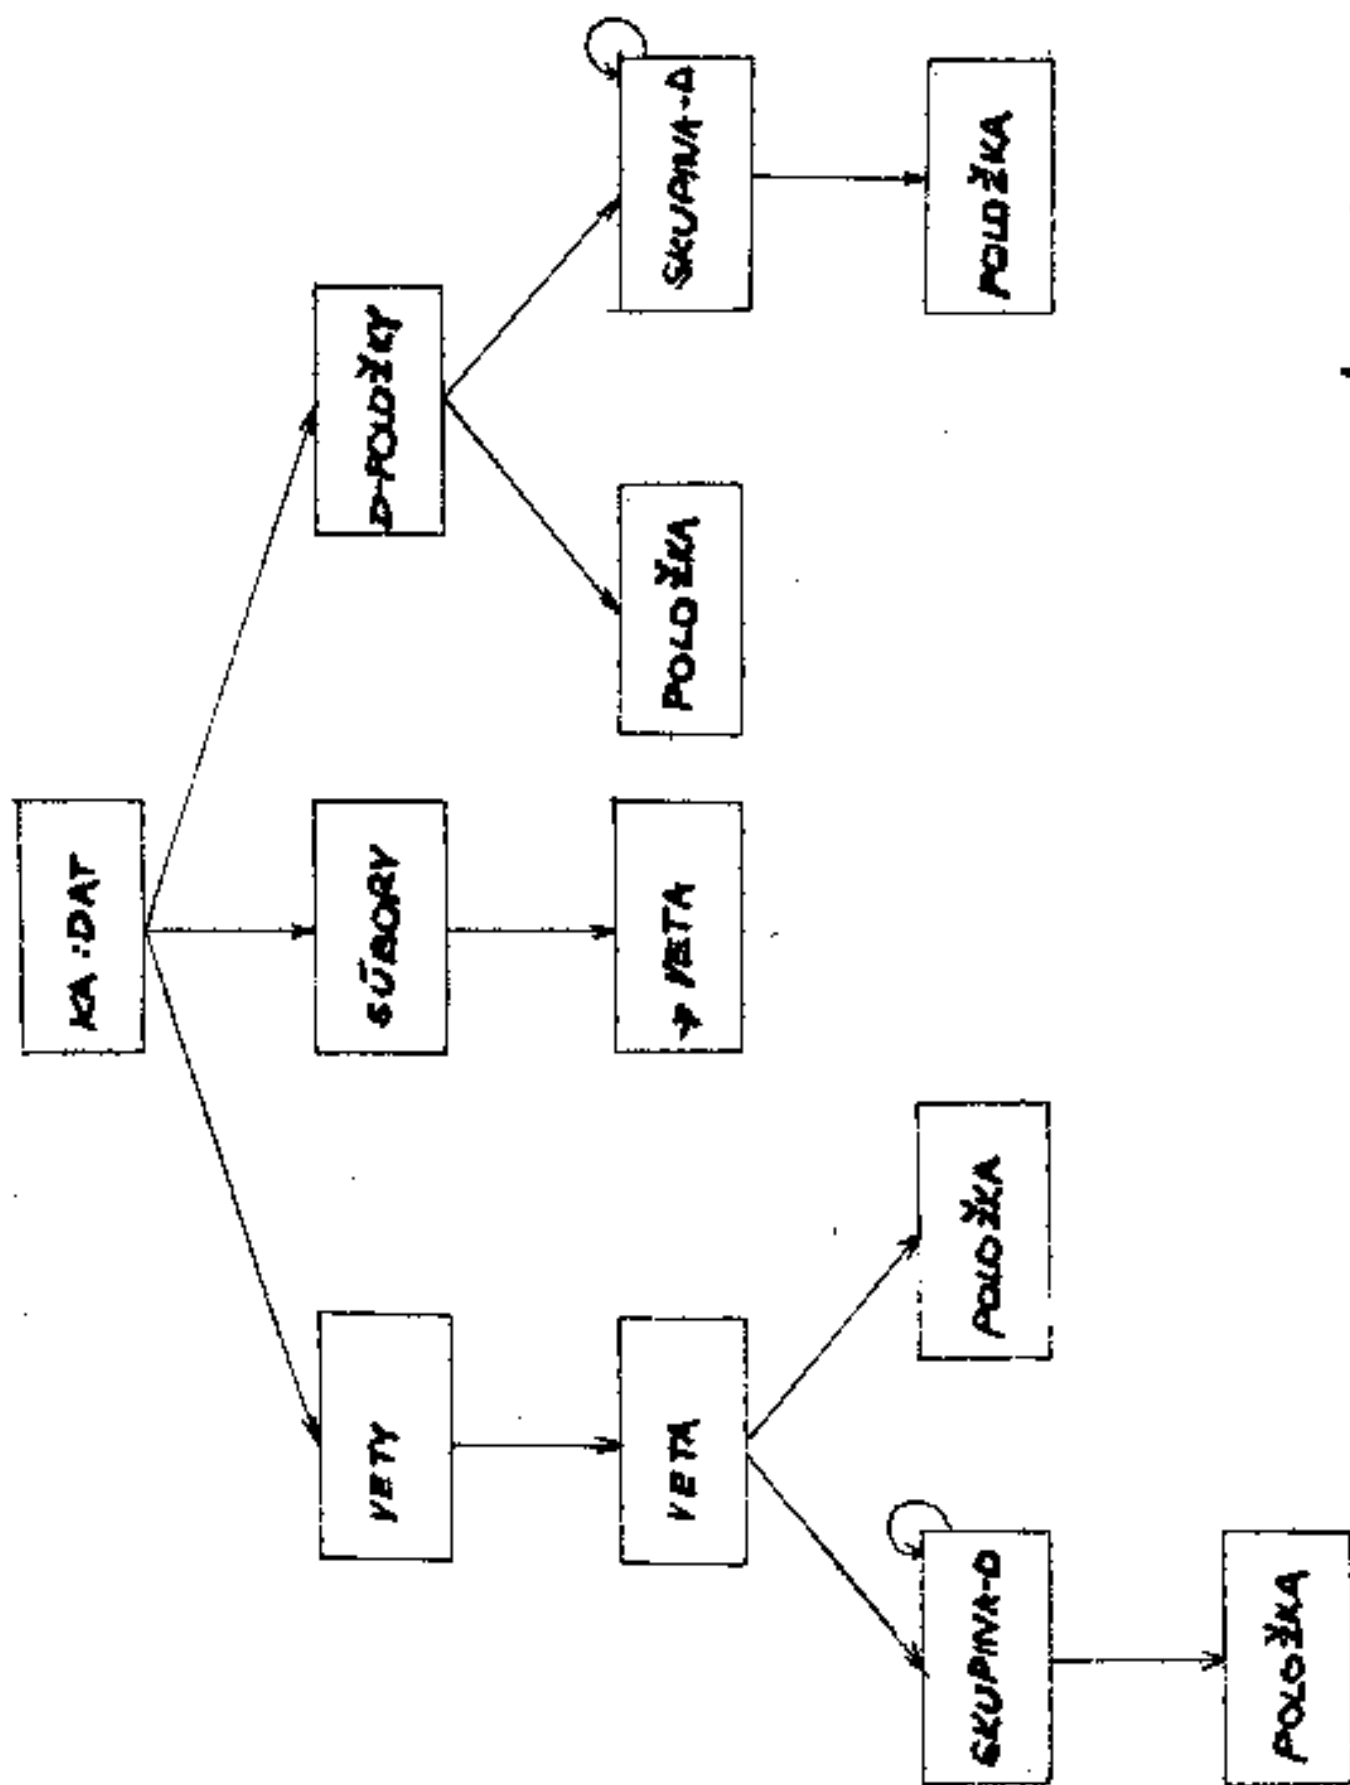 KA:DAT
VETY
SÚBORY
D-POLOŽKY
VETA
→ VETA
POLOŽKA
SKUPINA-D
SKUPINA-D
POLOŽKA
POLOŽKA
POLOŽKA